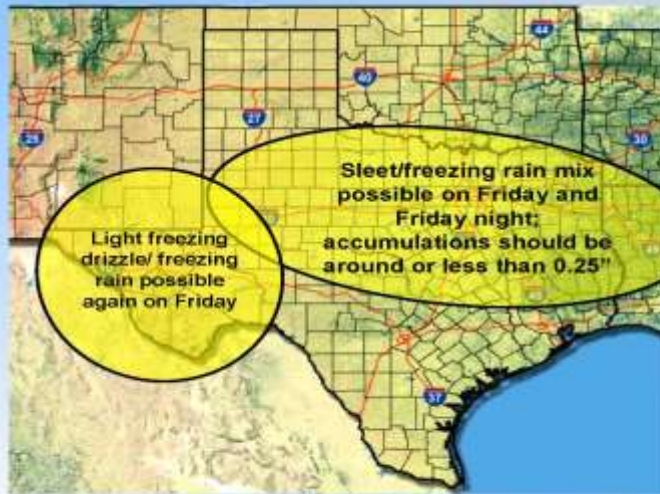 44
40
27
25
30
Sleet/freezing rain mix
possible on Friday and
Friday night;
accumulations should be
around or less than 0.25”
Light freezing
drizzle/ freezing
rain possible
again on Friday
37